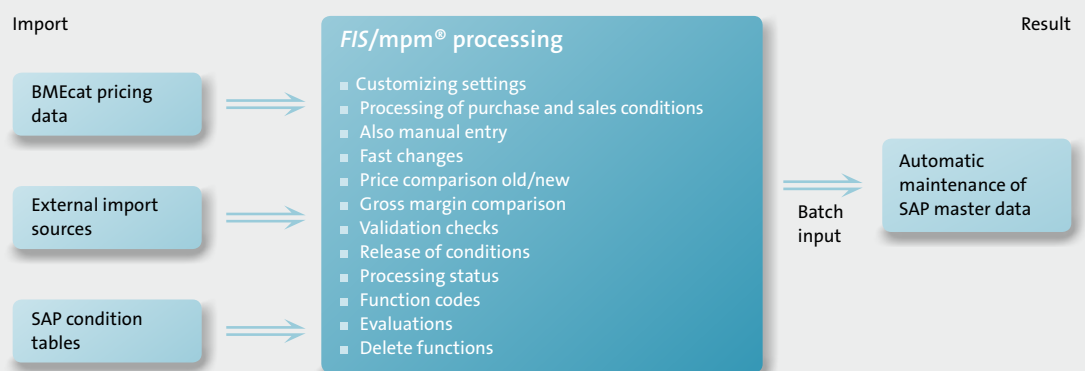 Import
Result
BMEcat pricing
data
External import
sources
SAP condition
tables
FIS/mpm® processing
Customizing settings
Processing of purchase and sales conditions
Also manual entry
Fast changes
Price comparison old/new
Gross margin comparison
Validation checks
Release of conditions
Processing status
Function codes
Evaluations
Delete functions
Batch
input
Automatic
maintenance of
SAP master data